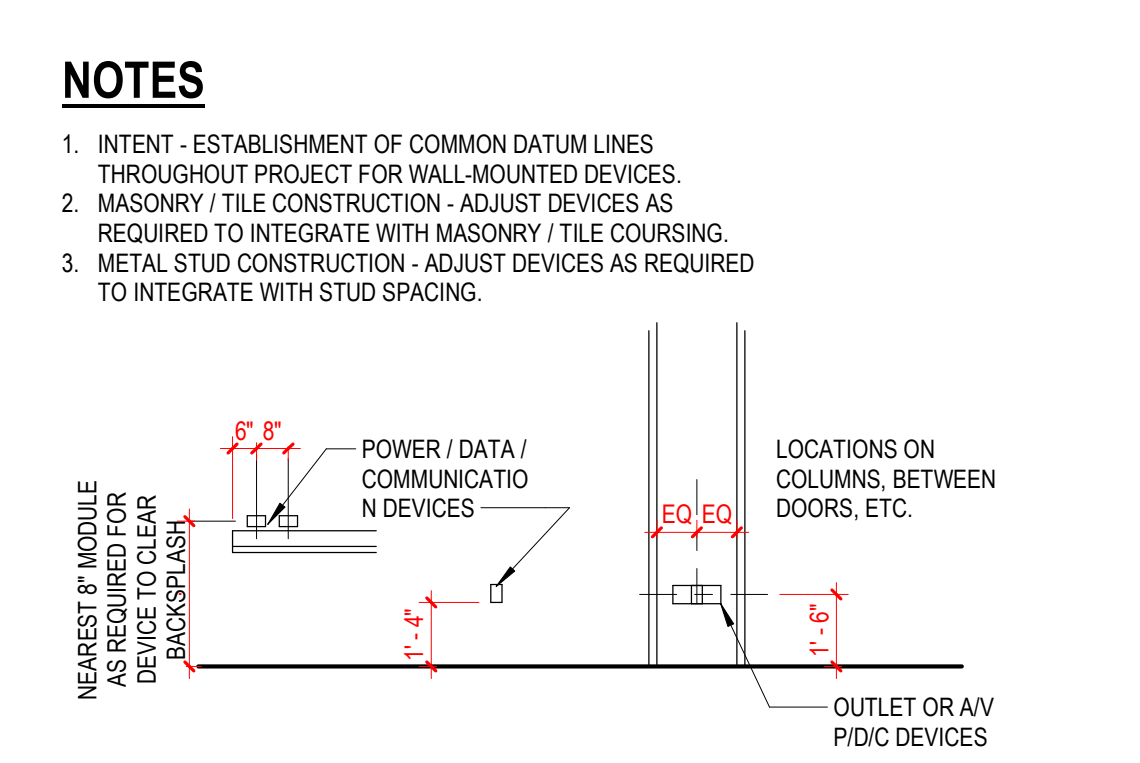 NOTES
1. INTENT - ESTABLISHMENT OF COMMON DATUM LINES
THROUGHOUT PROJECT FOR WALL-MOUNTED DEVICES.
2. MASONRY / TILE CONSTRUCTION - ADJUST DEVICES AS
REQUIRED TO INTEGRATE WITH MASONRY / TILE COURSING.
3. METAL STUD CONSTRUCTION - ADJUST DEVICES AS REQUIRED
TO INTEGRATE WITH STUD SPACING.
6" 8"
POWER / DATA /
COMMUNICATIO
N DEVICES
LOCATIONS ON
COLUMNS, BETWEEN
DOORS, ETC.
NEAREST 8" MODULE
AS REQUIRED FOR
DEVICE TO CLEAR
BACKSPLASH
EQ EQ
1' - 4"
1' - 6"
OUTLET OR A/V
P/D/C DEVICES